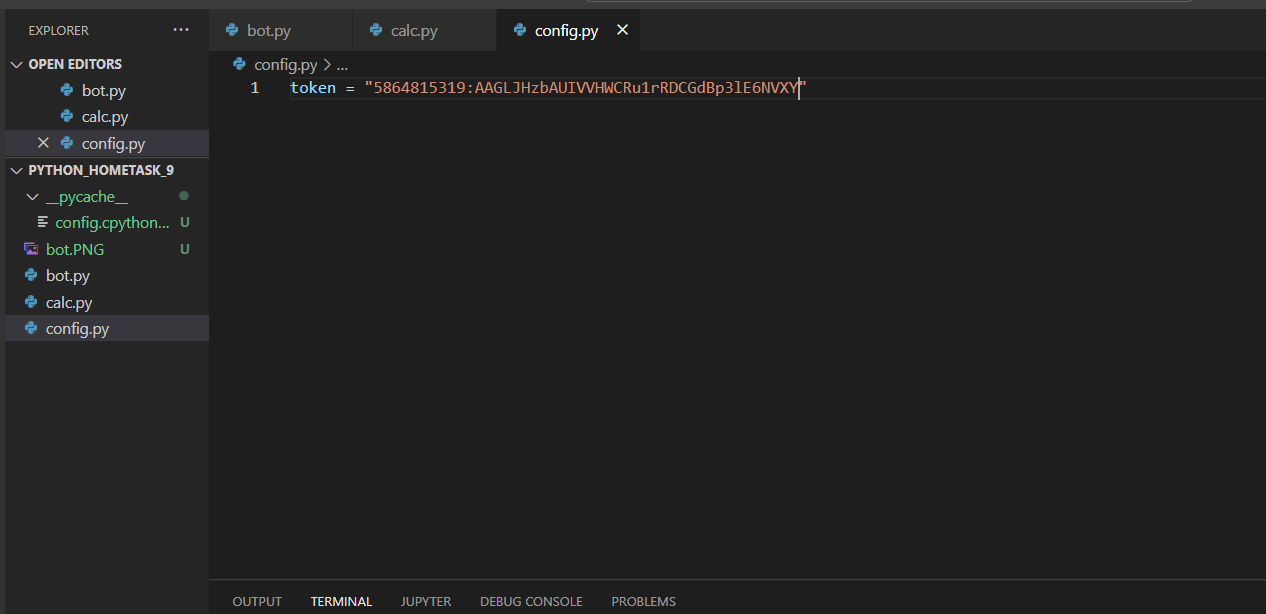 EXPLORER ...
OPEN EDITORS
bot.py
calc.py
config.py
PYTHON_HOMETASK_9
__pycache__
config.cpython... U
bot.PNG U
bot.py
calc.py
config.py
bot.py calc.py config.py
config.py > ...
1 token = "5864815319:AAGLJHzbAUIVVHWCRu1rRDCGdBp3lE6NVXY"
OUTPUT TERMINAL JUPYTER DEBUG CONSOLE PROBLEMS